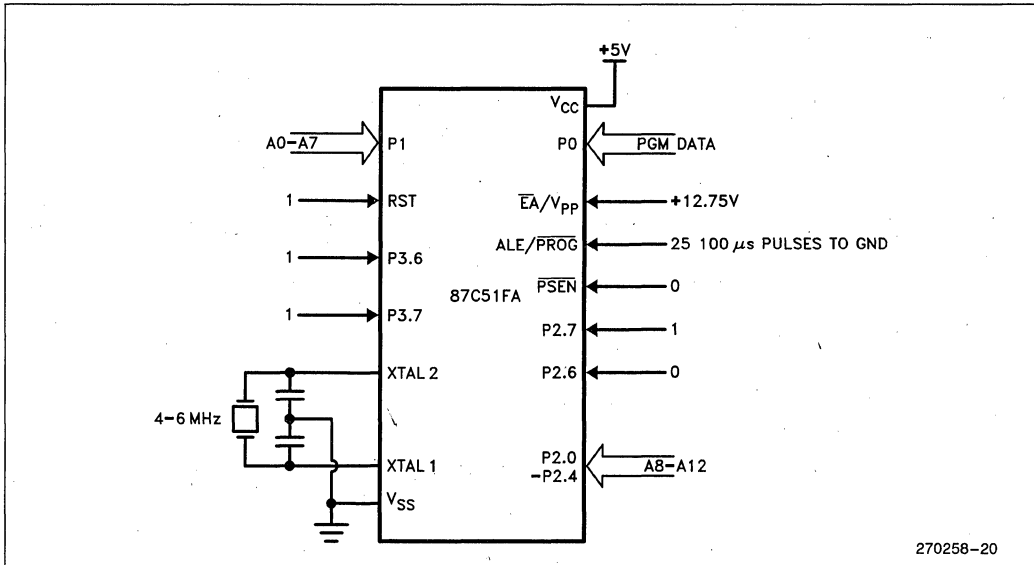 +5V
VCC
A0-A7
P1
P0
PGM DATA
1
RST
EA/VPP
+12.75V
ALE/PROG
25 100 μs PULSES TO GND
1
P3.6
87C51FA
PSEN
0
1
P3.7
P2.7
1
XTAL 2
P2.6
0
4-6 MHz
XTAL 1
P2.0
-P2.4
A8-A12
VSS
270258-20